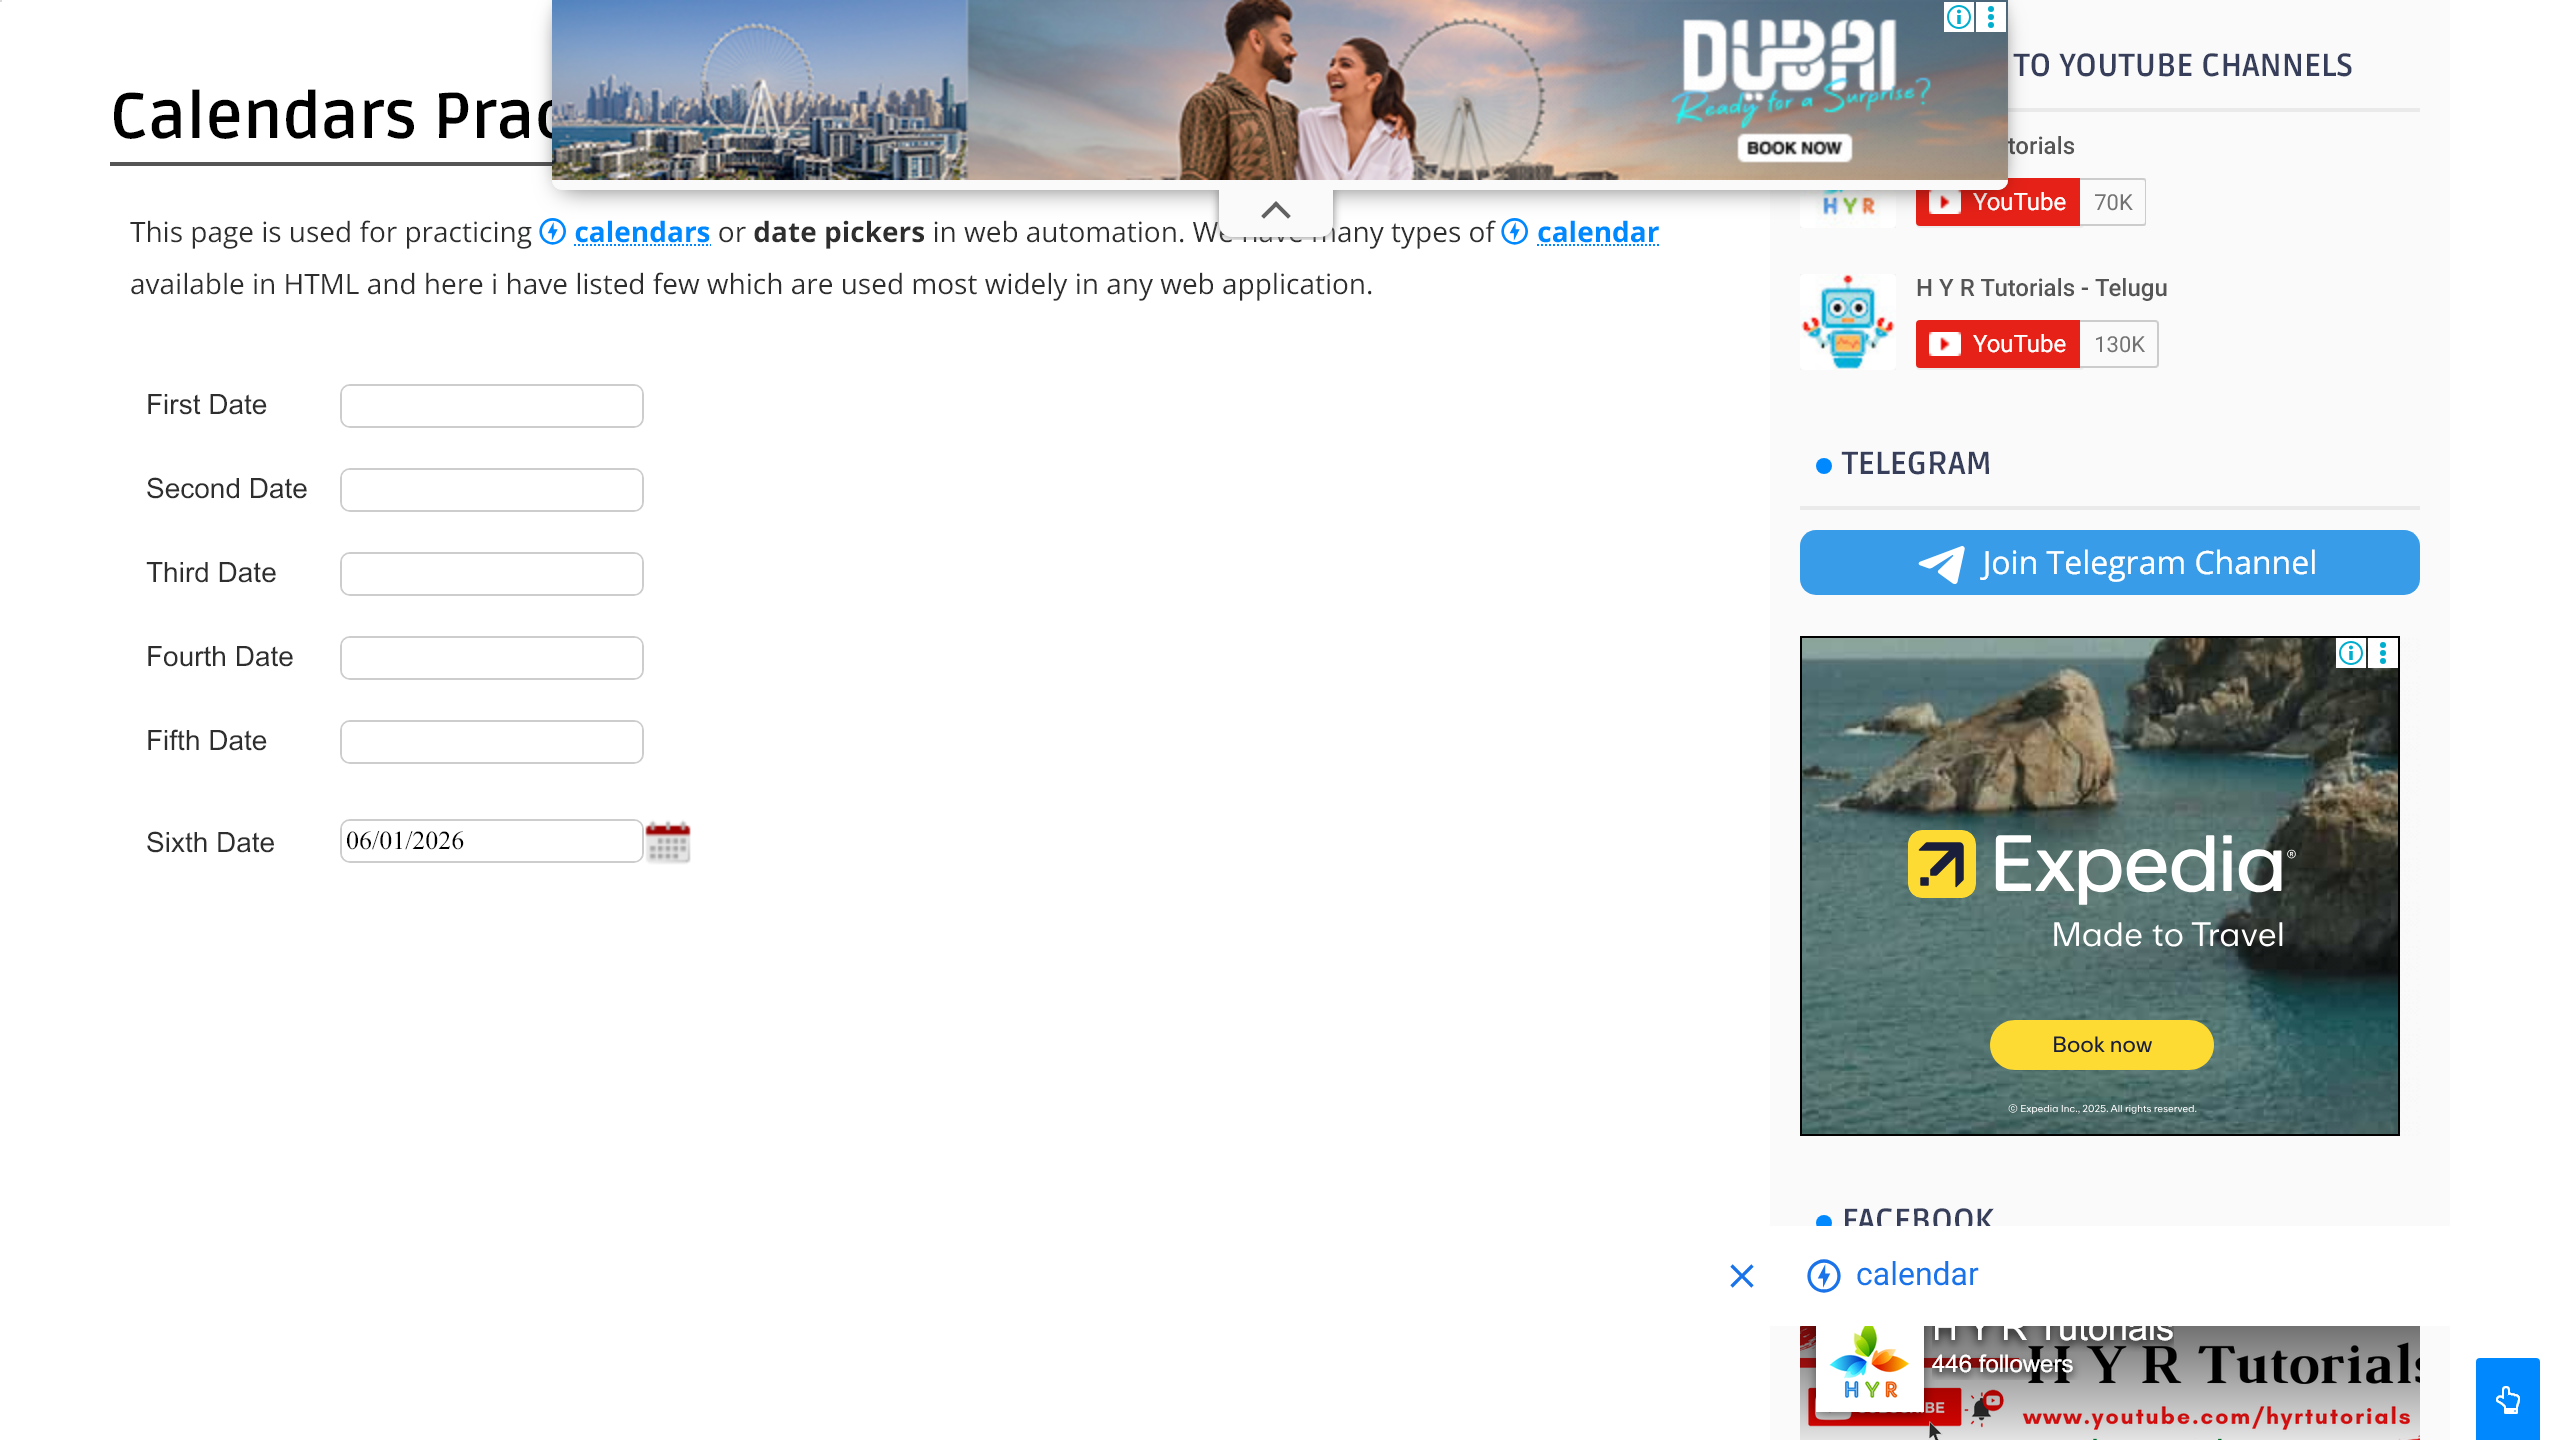 Calendars Prac
DUBAI
Ready for a Surprise?
BOOK NOW
This page is used for practicing calendars or date pickers in web automation. We have many types of calendar
available in HTML and here i have listed few which are used most widely in any web application.
First Date
Second Date
Third Date
Fourth Date
Fifth Date
Sixth Date 06/01/2026
TO YOUTUBE CHANNELS
torials
HYR
YouTube 70K
H Y R Tutorials - Telugu
YouTube 130K
TELEGRAM
Join Telegram Channel
Expedia®
Made to Travel
Book now
© Expedia Inc., 2025. All rights reserved.
FACEBOOK
calendar
H Y R Tutorials
446 followers
H Y R Tutorials
HYR
BE
www.youtube.com/hyrtutorials